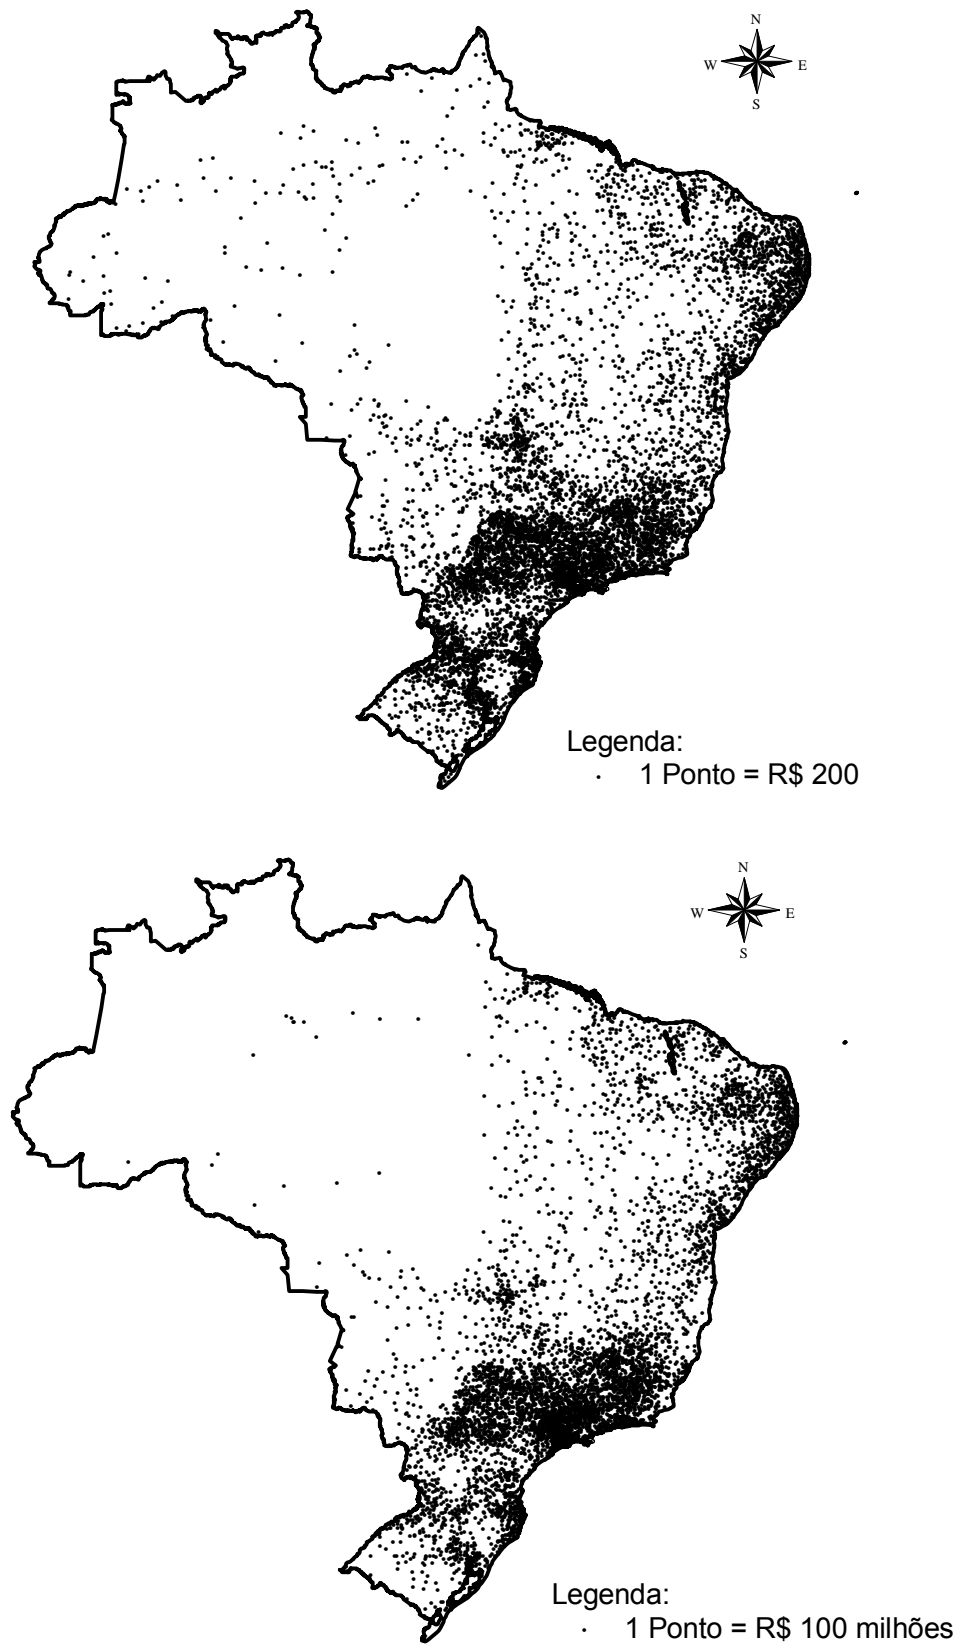 N
W E
S
Legenda:
1 Ponto = R$ 200
N
W E
S
Legenda:
1 Ponto = R$ 100 milhões